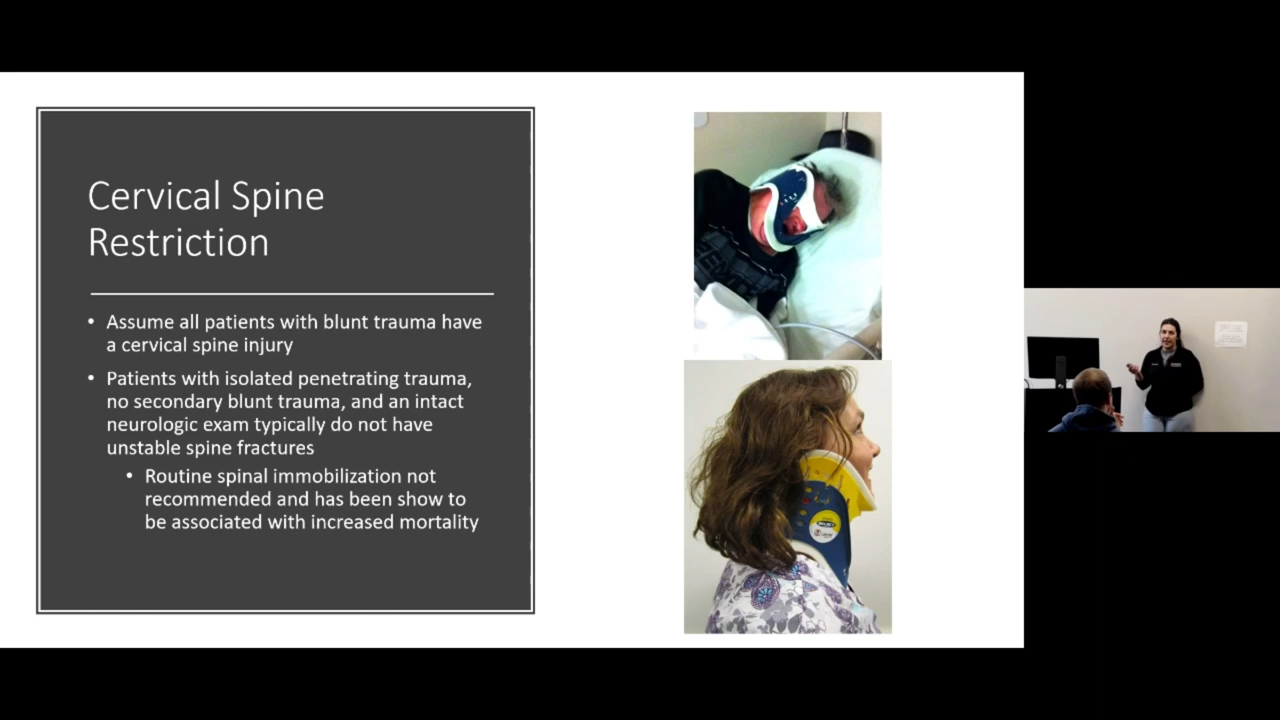 Cervical Spine
Restriction
• Assume all patients with blunt trauma have
a cervical spine injury
• Patients with isolated penetrating trauma,
no secondary blunt trauma, and an intact
neurologic exam typically do not have
unstable spine fractures
• Routine spinal immobilization not
recommended and has been show to
be associated with increased mortality